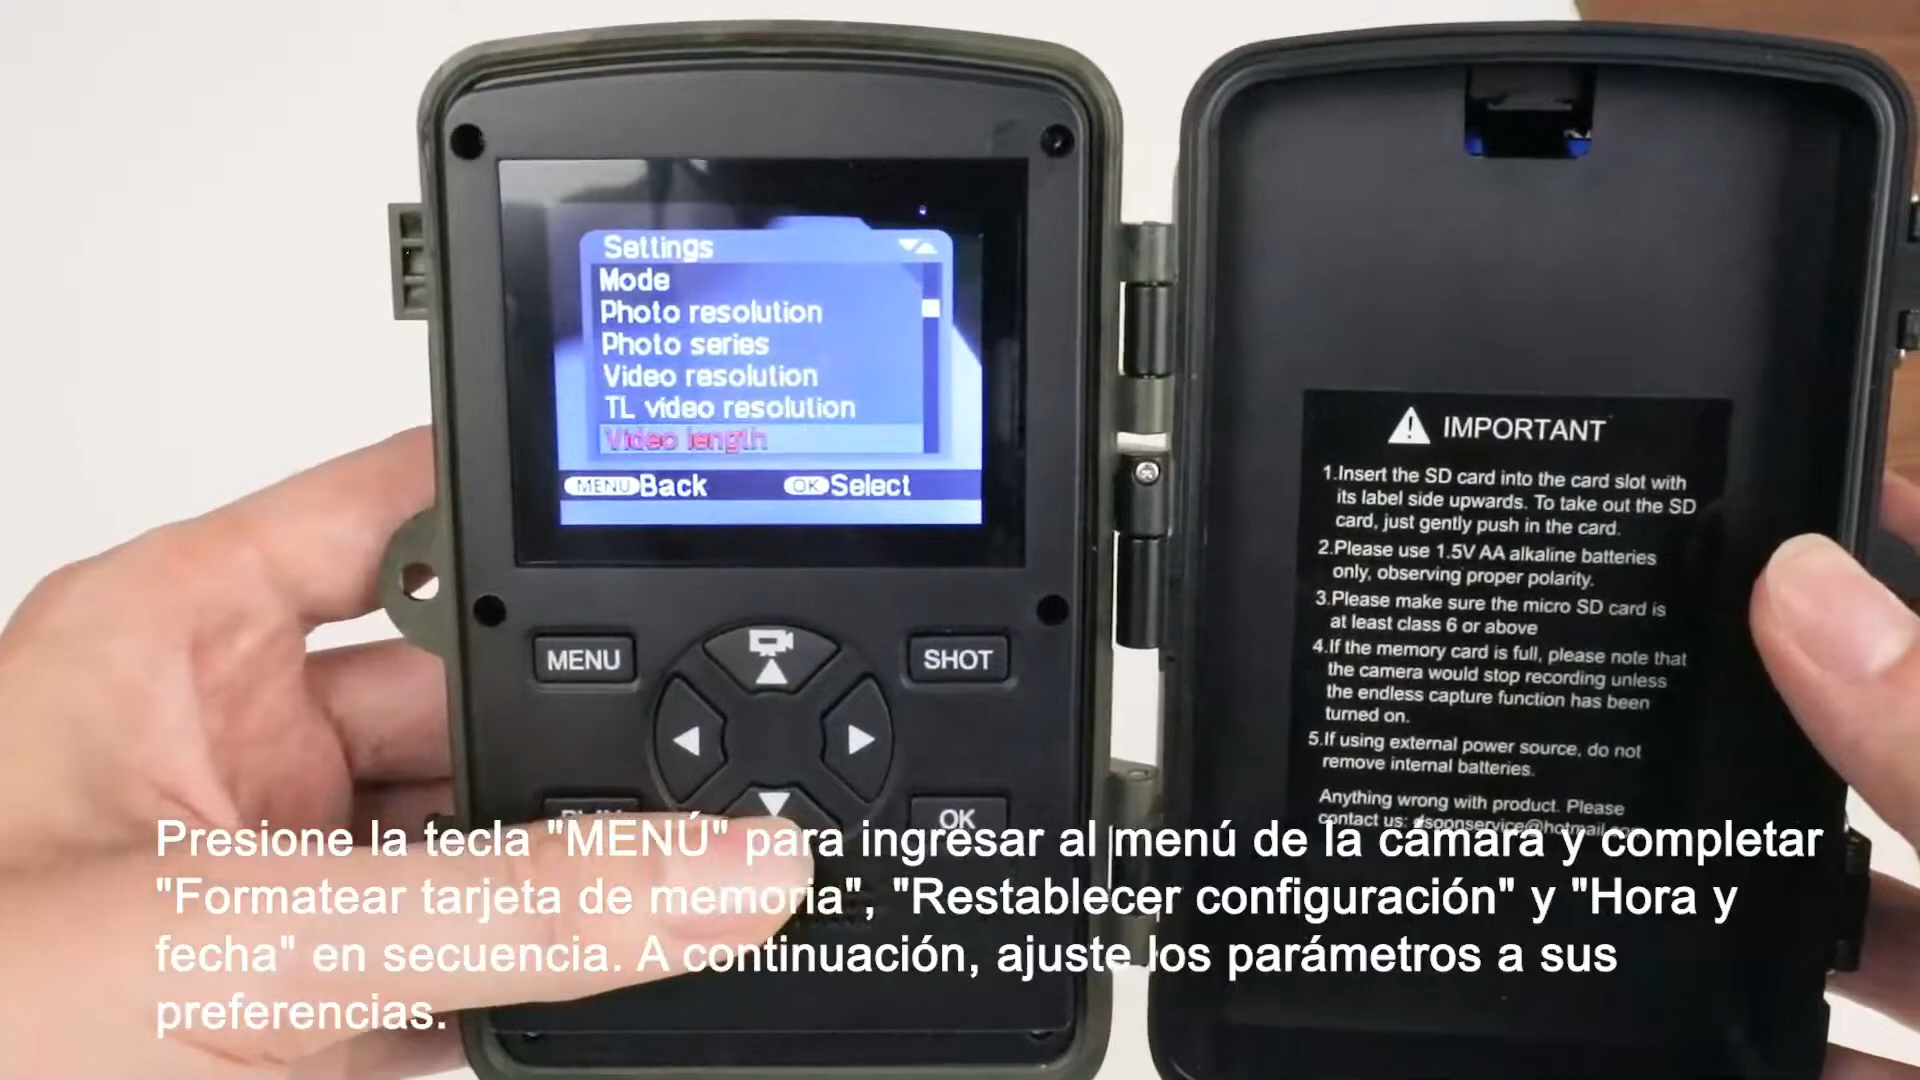 Settings
Mode
Photo resolution
Photo series
Video resolution
TL video resolution
Video length
MENU Back
OK Select
MENU
SHOT
OK
IMPORTANT
1.Insert the SD card into the card slot with
its label side upwards. To take out the SD
card, just gently push in the card.
2.Please use 1.5V AA alkaline batteries
only, observing proper polarity.
3.Please make sure the micro SD card is
at least class 6 or above
4.If the memory card is full, please note that
the camera would stop recording unless
the endless capture function has been
turned on.
5.If using external power source, do not
remove internal batteries.
Anything wrong with product. Please
contact us:
Presione la tecla "MENÚ" para ingresar al menú de la cámara y completar
"Formatear tarjeta de memoria", "Restablecer configuración" y "Hora y
fecha" en secuencia. A continuación, ajuste los parámetros a sus
preferencias.